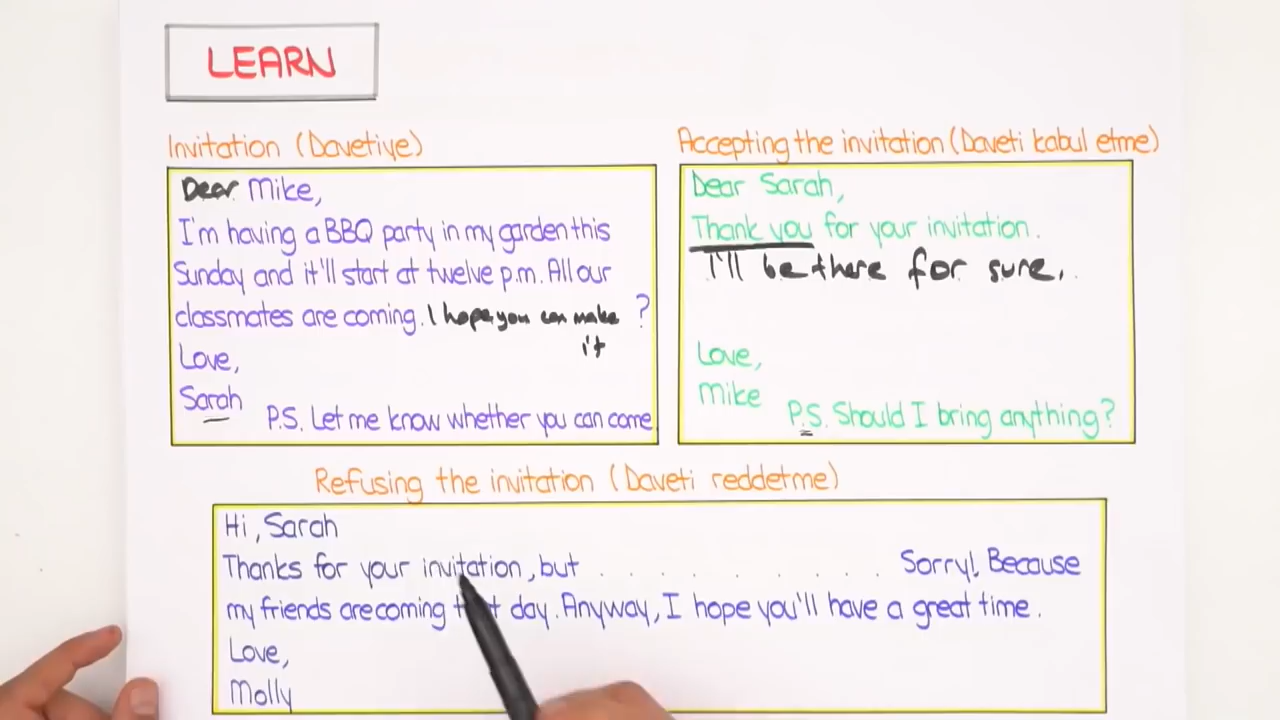 LEARN
Invitation (Davetiye)
Dear Mike,
I'm having a BBQ party in my garden this
Sunday and it'll start at twelve p.m. All our
classmates are coming. I hope you can make ?
it
Love,
Sarah
P.S. Let me know whether you can come
Accepting the invitation (Daveti kabul etme)
Dear Sarah,
Thank you for your invitation.
I'll be there for sure.
Love,
Mike
P.S. Should I bring anything?
Refusing the invitation (Daveti reddetme)
Hi, Sarah
Thanks for your invitation, but . . . . . . . Sorry!, Because
my friends are coming day. Anyway, I hope you'll have a great time.
Love,
Molly